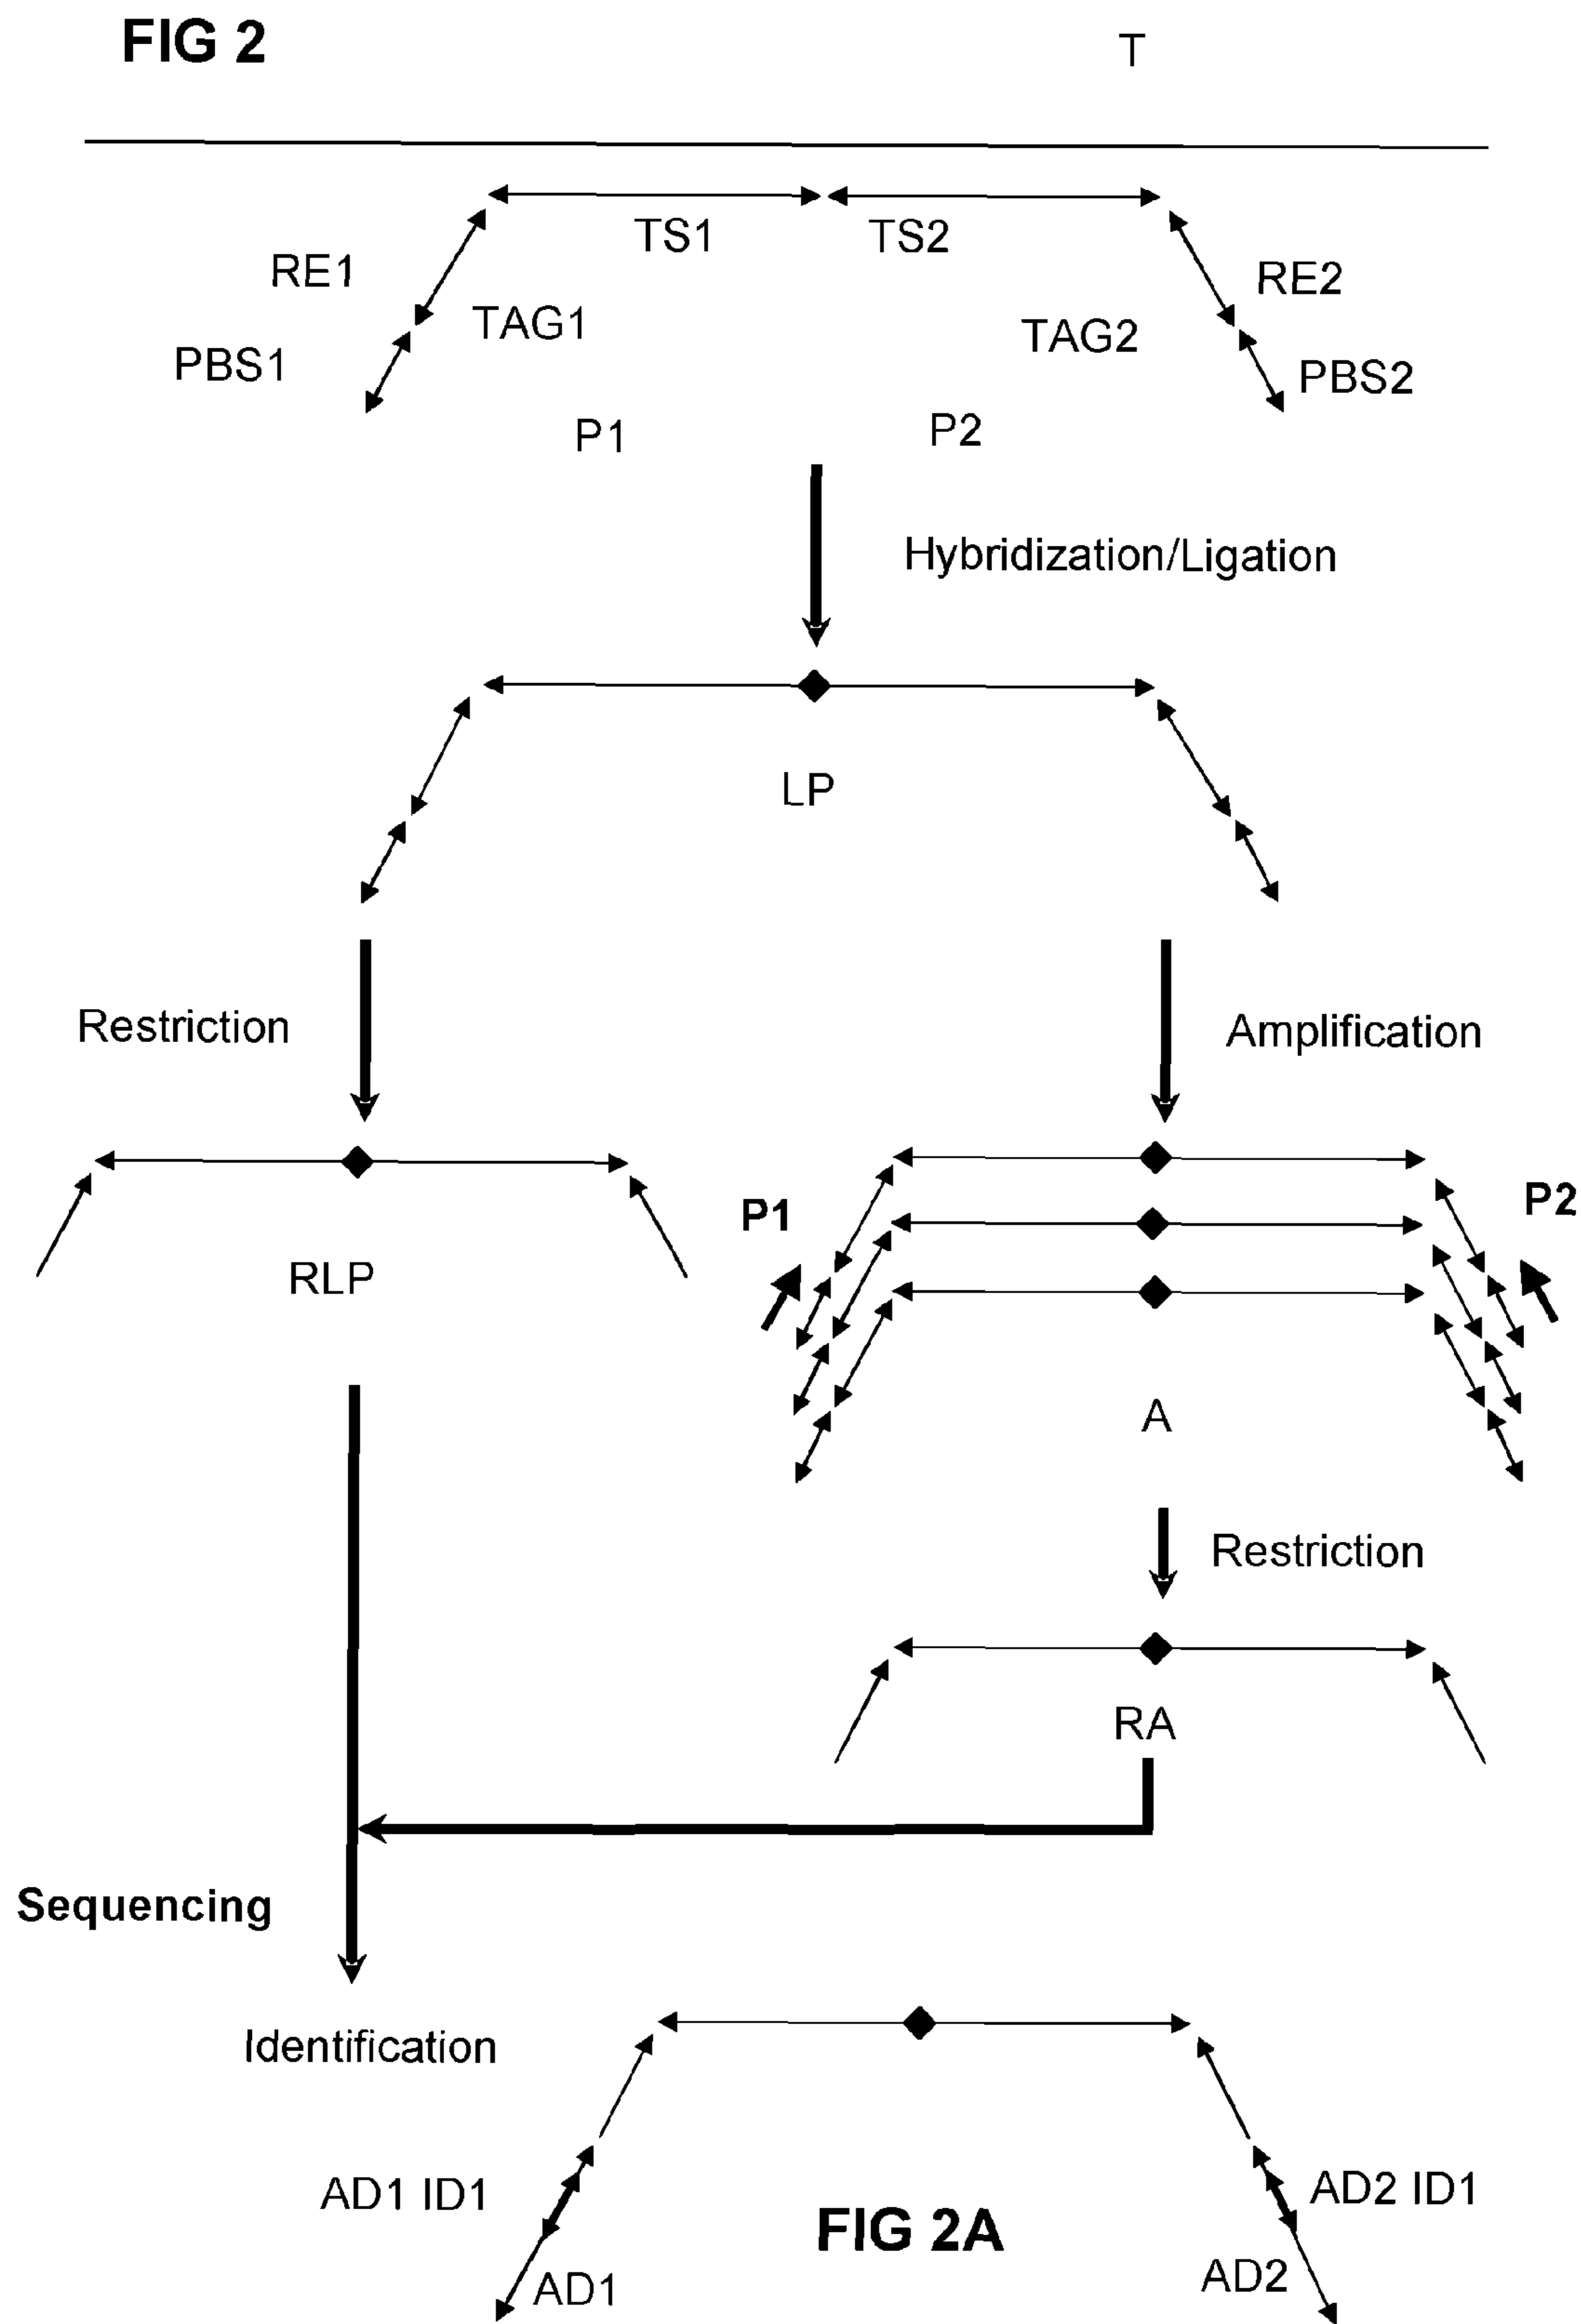 FIG 2
T
TS1 TS2
RE1 RE2
TAG1 TAG2
PBS1 PBS2
P1 P2
Hybridization/Ligation
LP
Restriction Amplification
P1 P2
RLP
A
Restriction
RA
Sequencing
Identification
AD1 ID1 AD2 ID1
FIG 2A
AD1 AD2